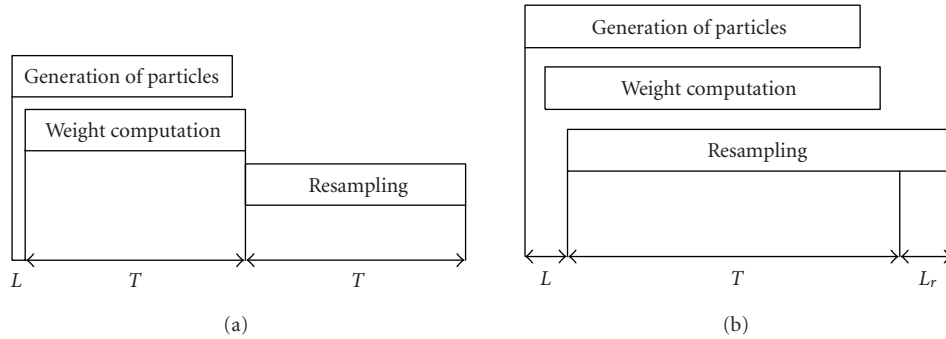 Generation of particles
Weight computation
Resampling
L
T
T
(a)
Generation of particles
Weight computation
Resampling
L
T
Lr
(b)